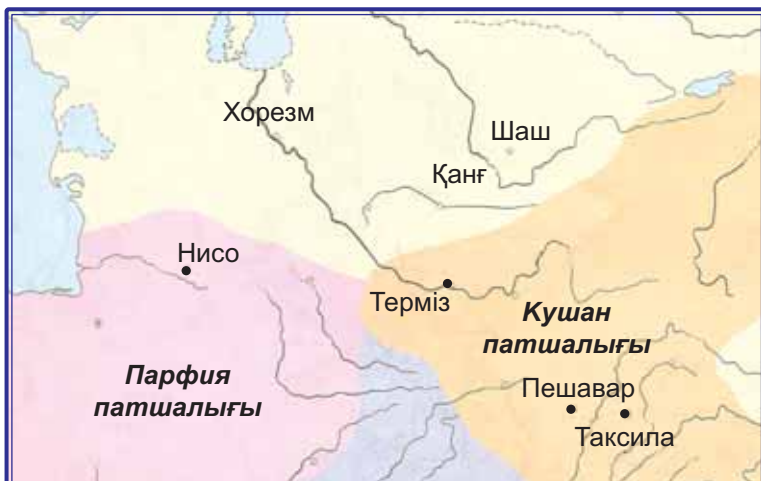 Хорезм
Шаш
Қанғ
Нисо
Терміз
Кушан
патшалығы
Парфия
патшалығы
Пешавар
Таксила